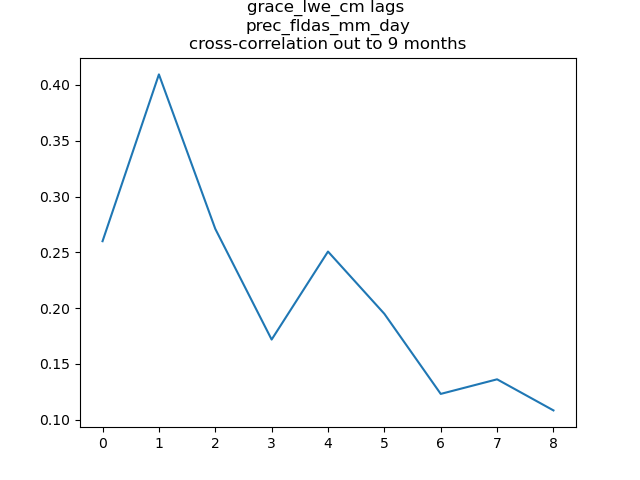 grace_lwe_cm lags
prec_fldas_mm_day
cross-correlation out to 9 months
0.40
0.35
0.30
0.25
0.20
0.15
0.10
0 1 2 3 4 5 6 7 8